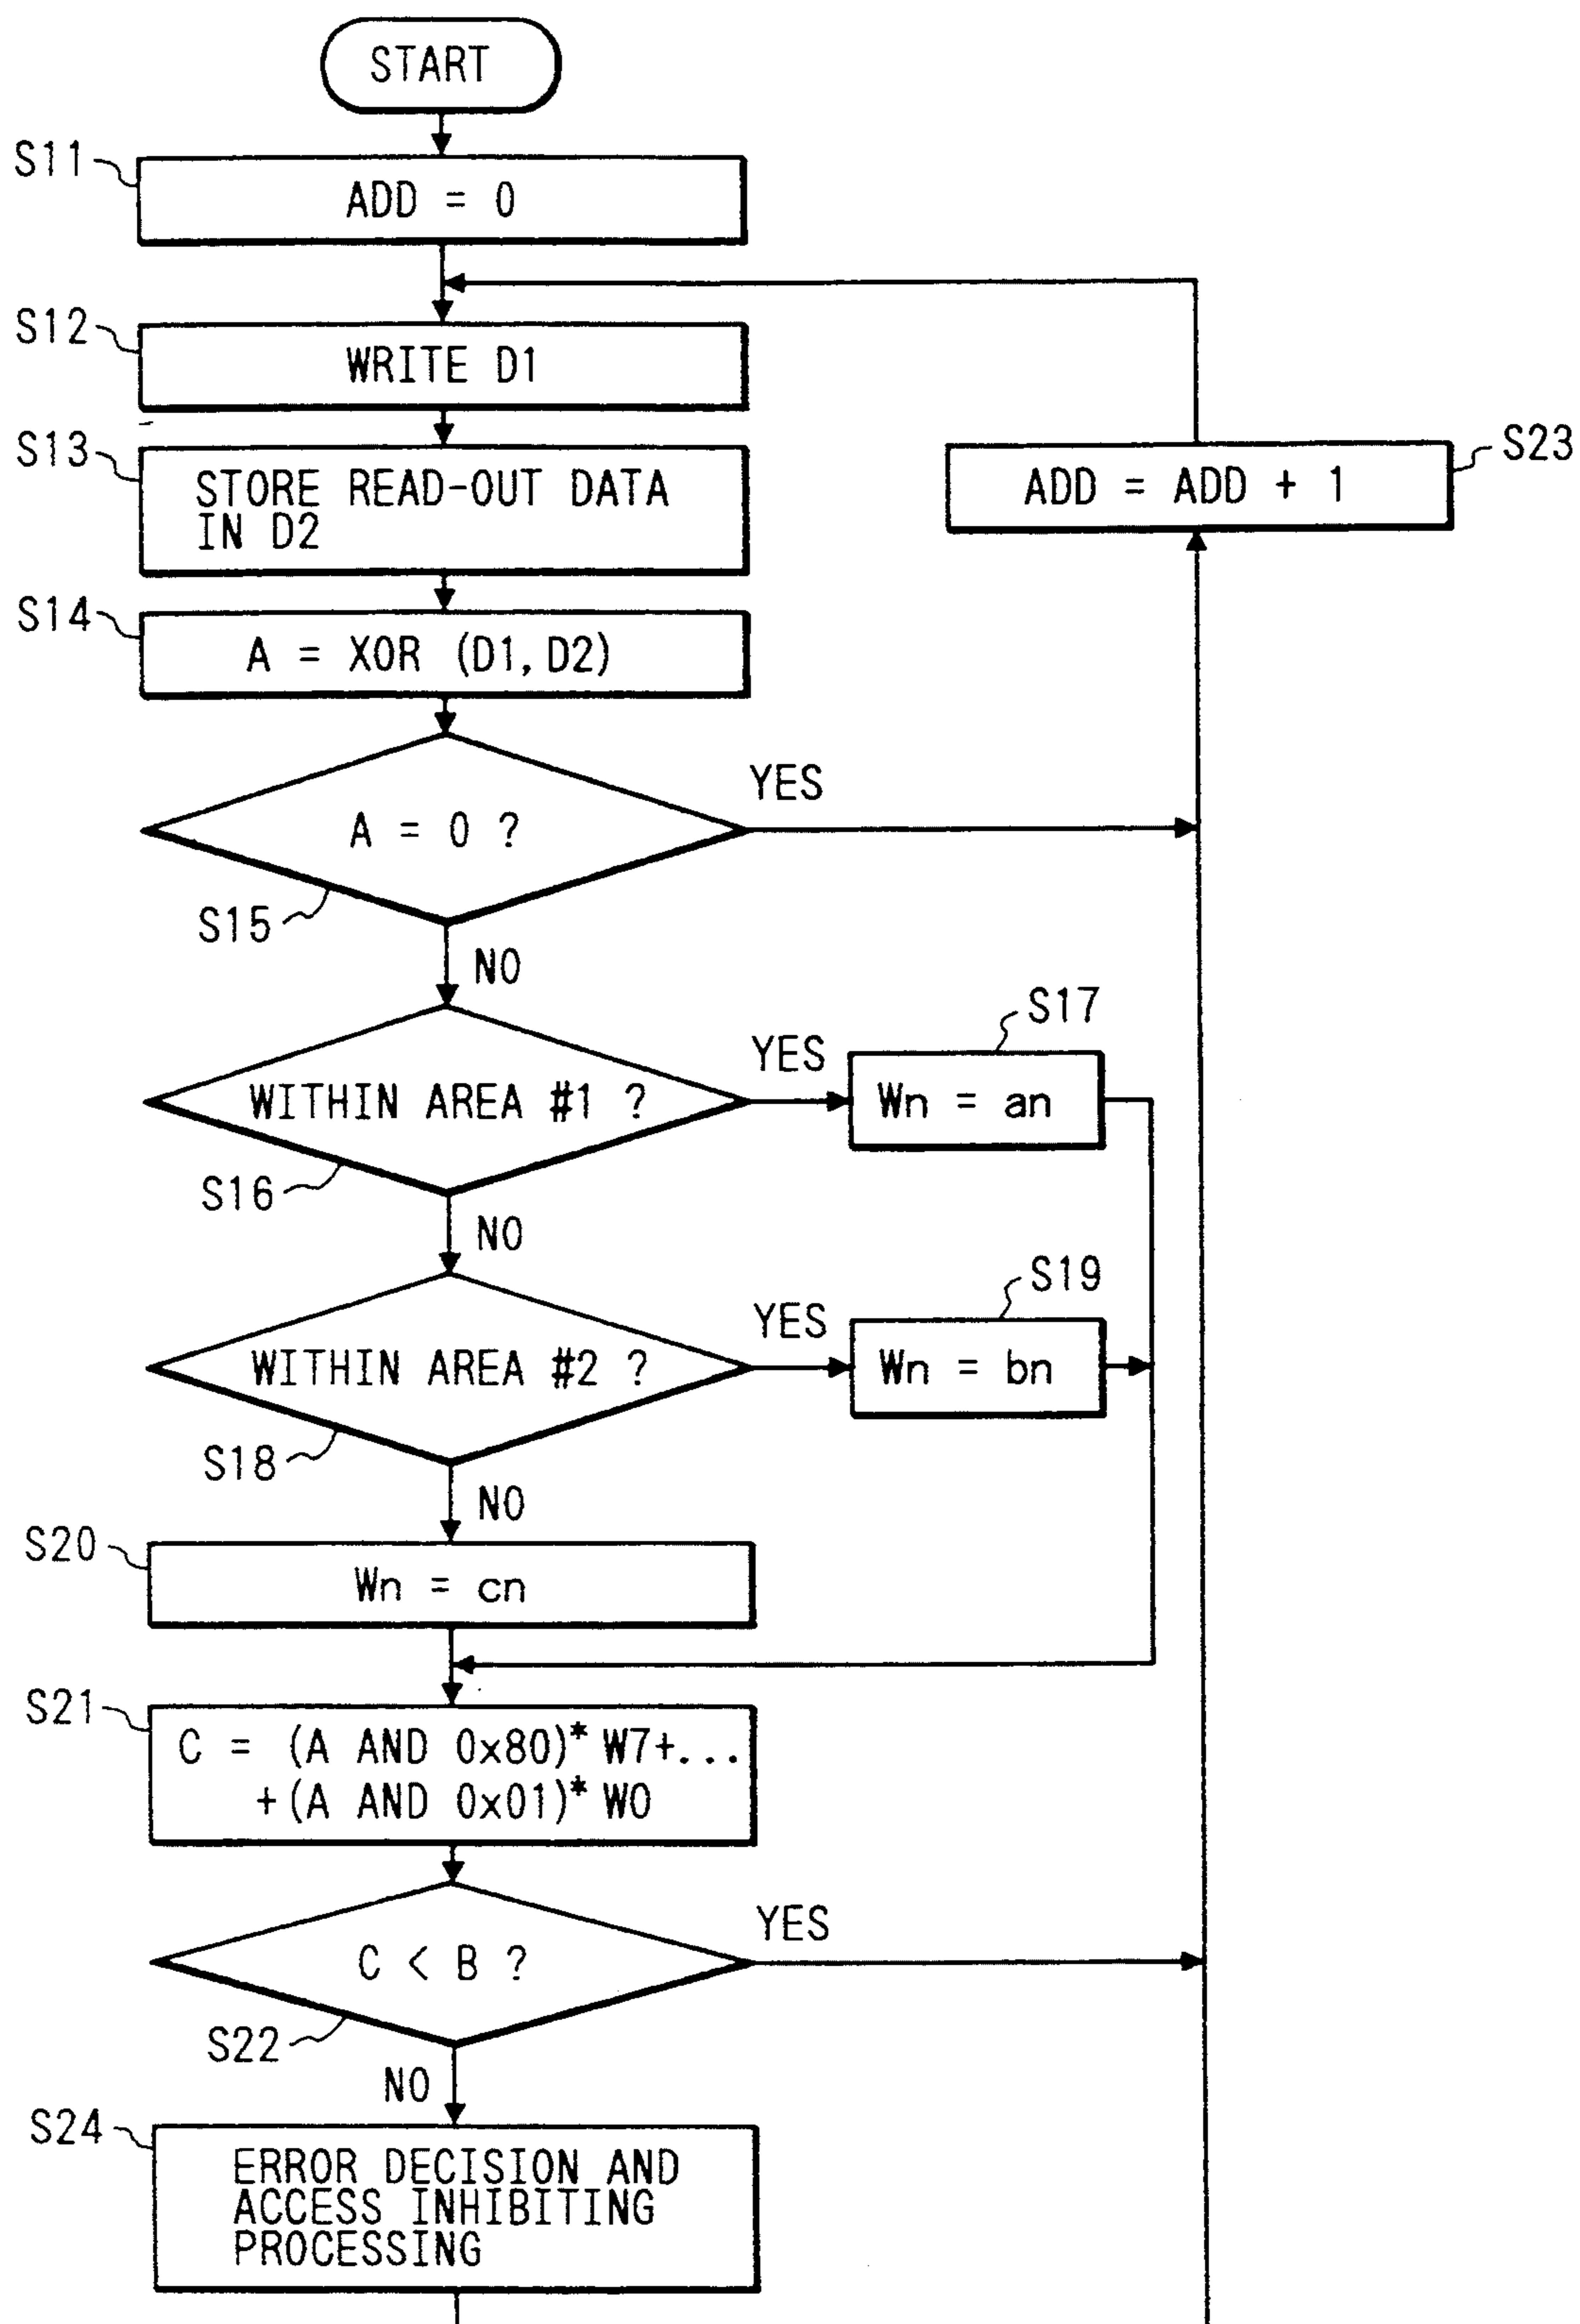 START
S11
ADD = 0
S12
WRITE D1
S13
STORE READ-OUT DATA
IN D2
S23
ADD = ADD + 1
S14
A = XOR (D1, D2)
A = 0 ?
YES
S15
NO
S17
WITHIN AREA #1 ?
YES
Wn = an
S16
NO
S19
WITHIN AREA #2 ?
YES
Wn = bn
S18
NO
S20
Wn = cn
S21
C = (A AND 0x80)* W7+...
+(A AND 0x01)* W0
C < B ?
YES
S22
NO
S24
ERROR DECISION AND
ACCESS INHIBITING
PROCESSING